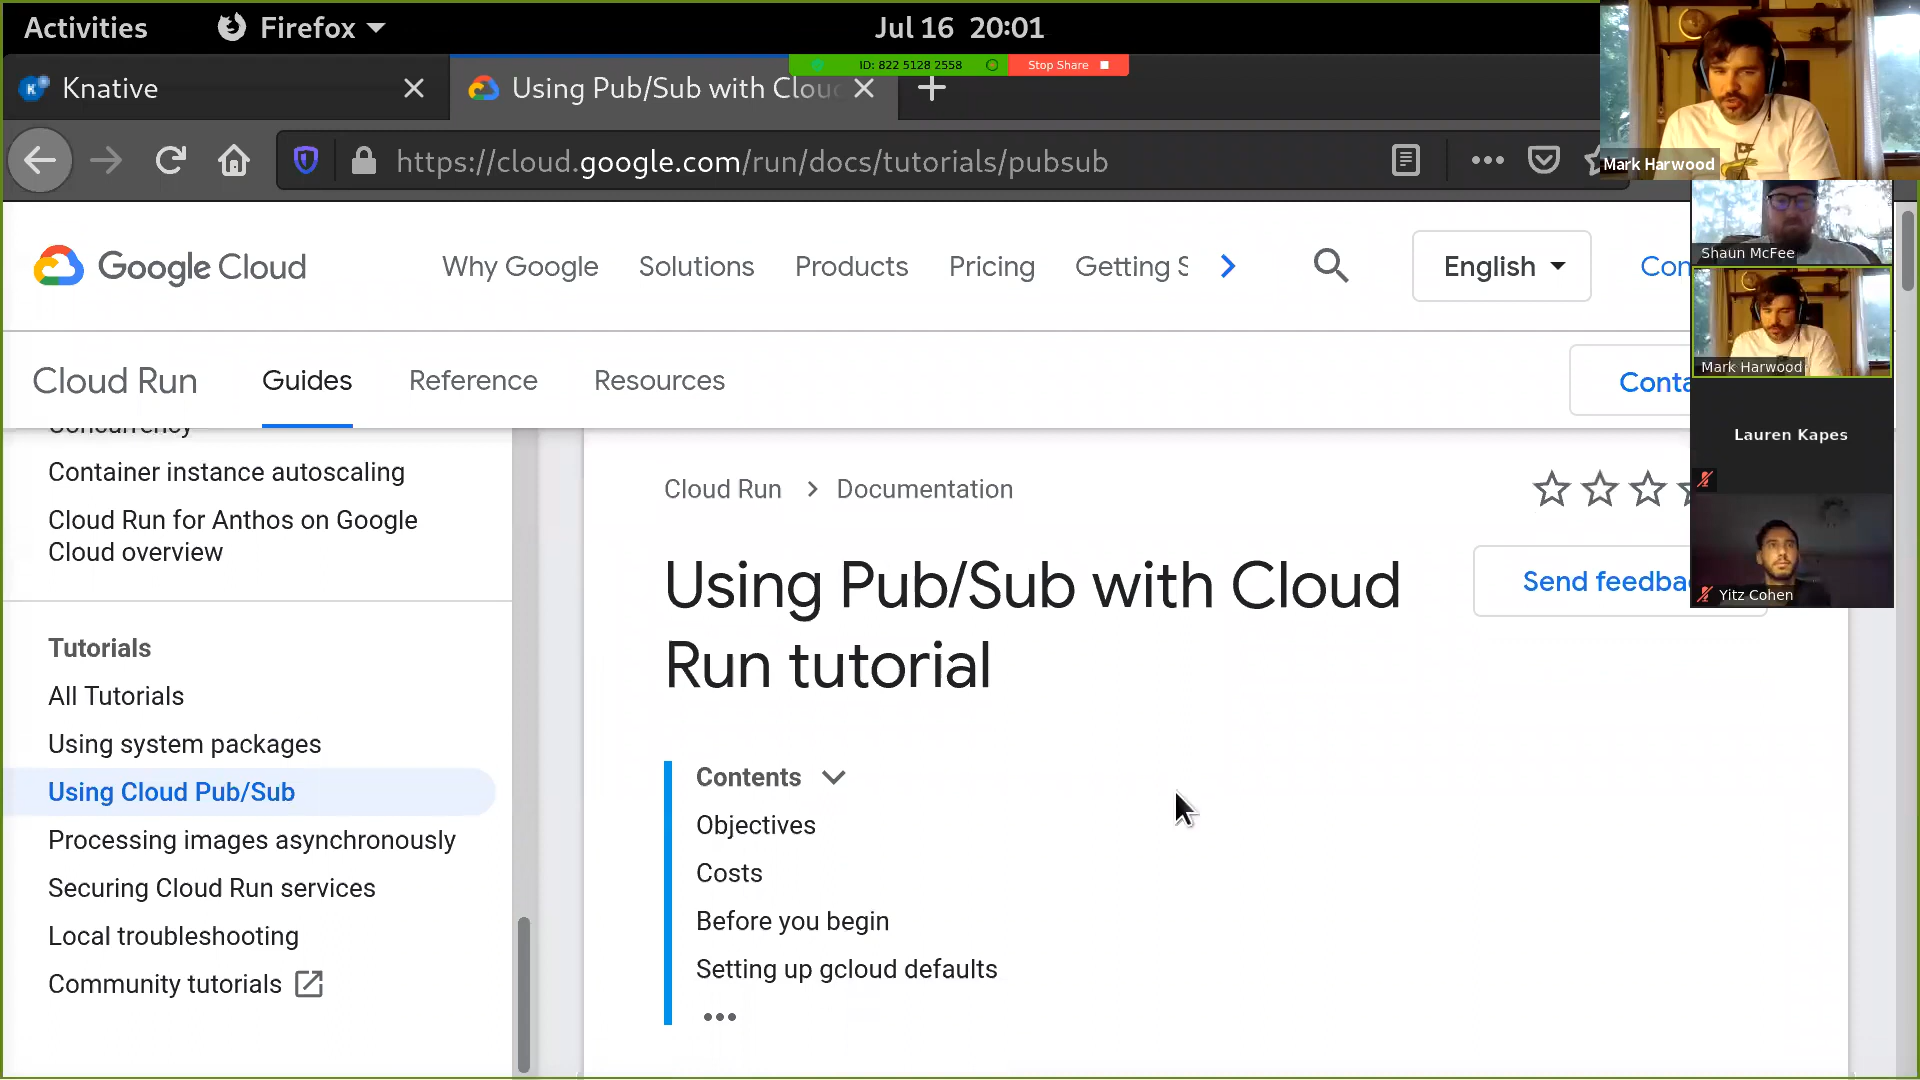 Activities
Firefox
Jul 16 20:01
ID: 822 5128 2558
Stop Share
Knative
Using Pub/Sub with Clou
https://cloud.google.com/run/docs/tutorials/pubsub
Mark Harwood
Google Cloud
Why Google
Solutions
Products
Pricing
Getting S
English
Con
Shaun McFee
Mark Harwood
Lauren Kapes
Yitz Cohen
Cloud Run
Guides
Reference
Resources
Conta
Concurrency
Container instance autoscaling
Cloud Run for Anthos on Google
Cloud overview
Tutorials
All Tutorials
Using system packages
Using Cloud Pub/Sub
Processing images asynchronously
Securing Cloud Run services
Local troubleshooting
Community tutorials
Cloud Run > Documentation
Using Pub/Sub with Cloud
Run tutorial
Send feedba
Contents
Objectives
Costs
Before you begin
Setting up gcloud defaults
•••